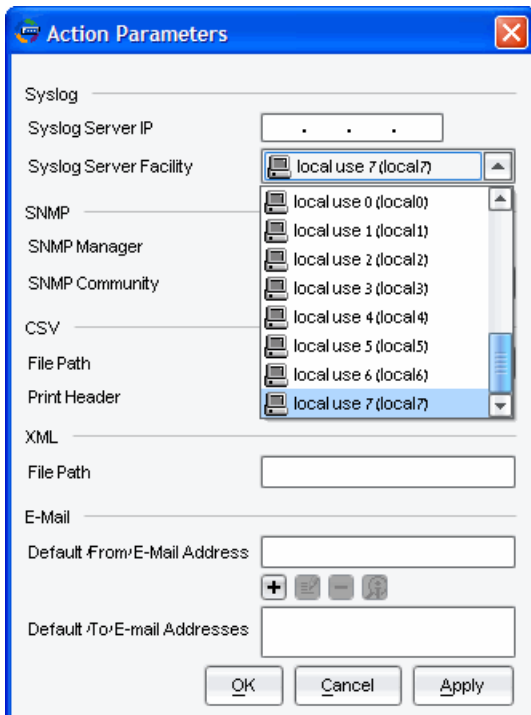 Action Parameters
Syslog
Syslog Server IP . . .
Syslog Server Facility local use 7 (local7)
local use 0 (local0)
SNMP
local use 1 (local1)
SNMP Manager local use 2 (local2)
SNMP Community local use 3 (local3)
local use 4 (local4)
CSV
local use 5 (local5)
File Path local use 6 (local6)
Print Header local use 7 (local7)
XML
File Path
E-Mail
Default 'From' E-Mail Address
+ -
Default 'To' E-mail Addresses
OK Cancel Apply